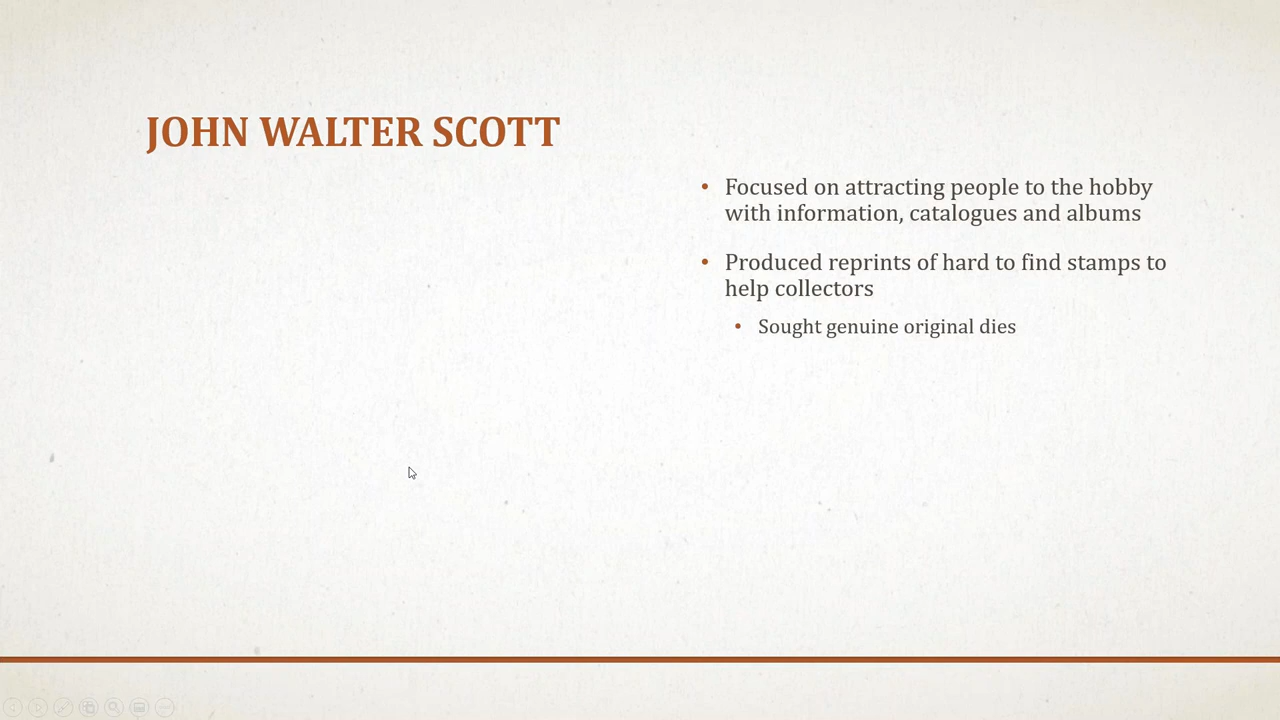 JOHN WALTER SCOTT
• Focused on attracting people to the hobby
with information, catalogues and albums
• Produced reprints of hard to find stamps to
help collectors
• Sought genuine original dies